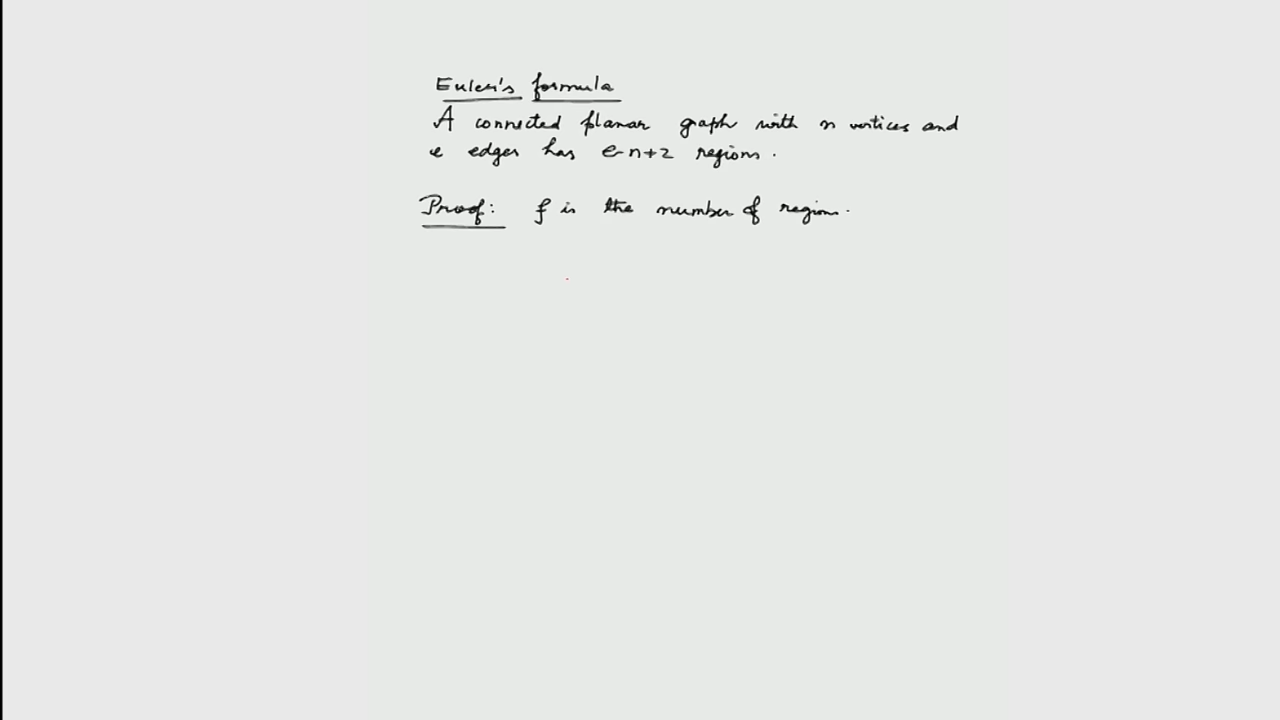 Euler's formula
A connected planar graph with n vertices and
e edges has e-n+2 regions.
Proof: f is the number of regions.